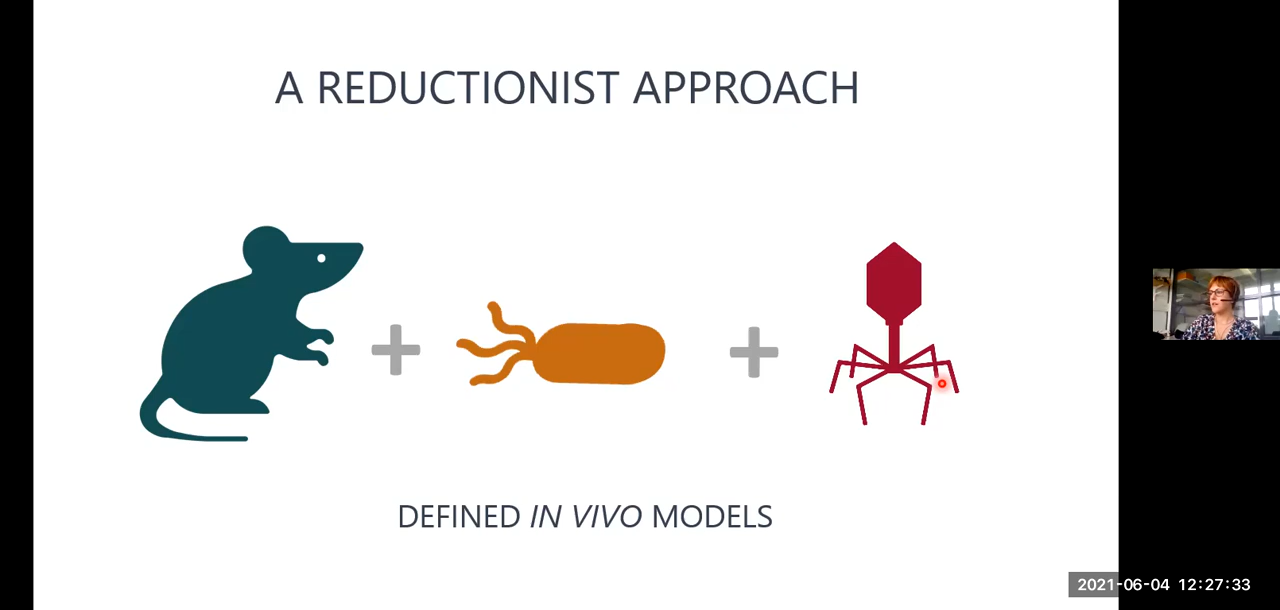 A REDUCTIONIST APPROACH
DEFINED IN VIVO MODELS
2021-06-04 12:27:33